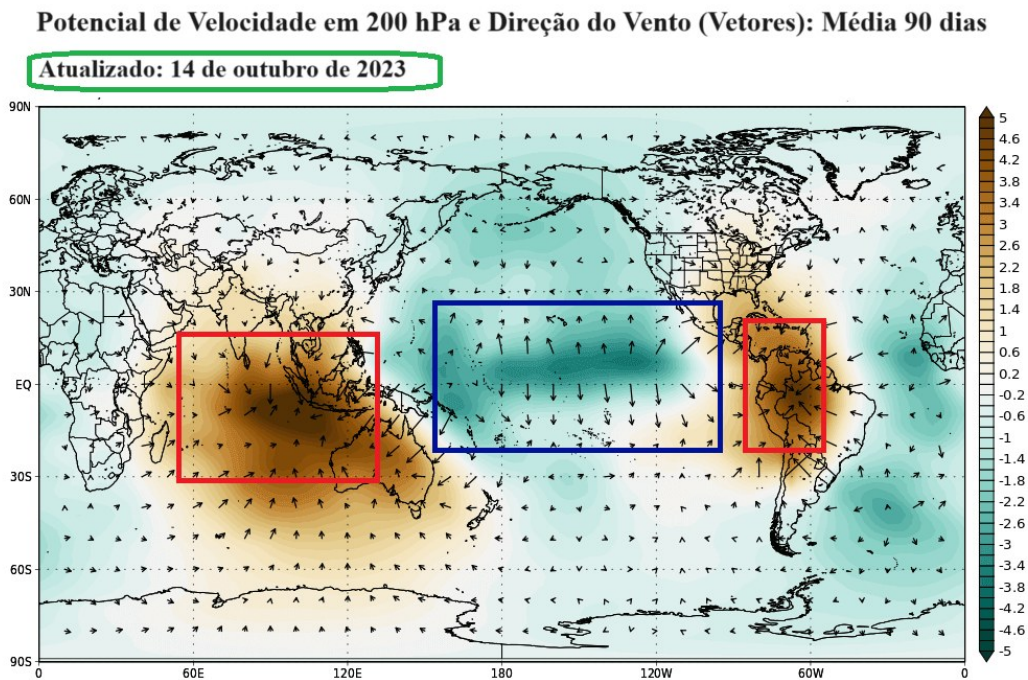 Potencial de Velocidade em 200 hPa e Direção do Vento (Vetores): Média 90 dias
Atualizado: 14 de outubro de 2023
90N
60N
30N
EQ
30S
60S
90S
0
60E
120E
180
120W
60W
0
5
4.6
4.2
3.8
3.4
3
2.6
2.2
1.8
1.4
1
0.6
0.2
-0.2
-0.6
-1
-1.4
-1.8
-2.2
-2.6
-3
-3.4
-3.8
-4.2
-4.6
-5